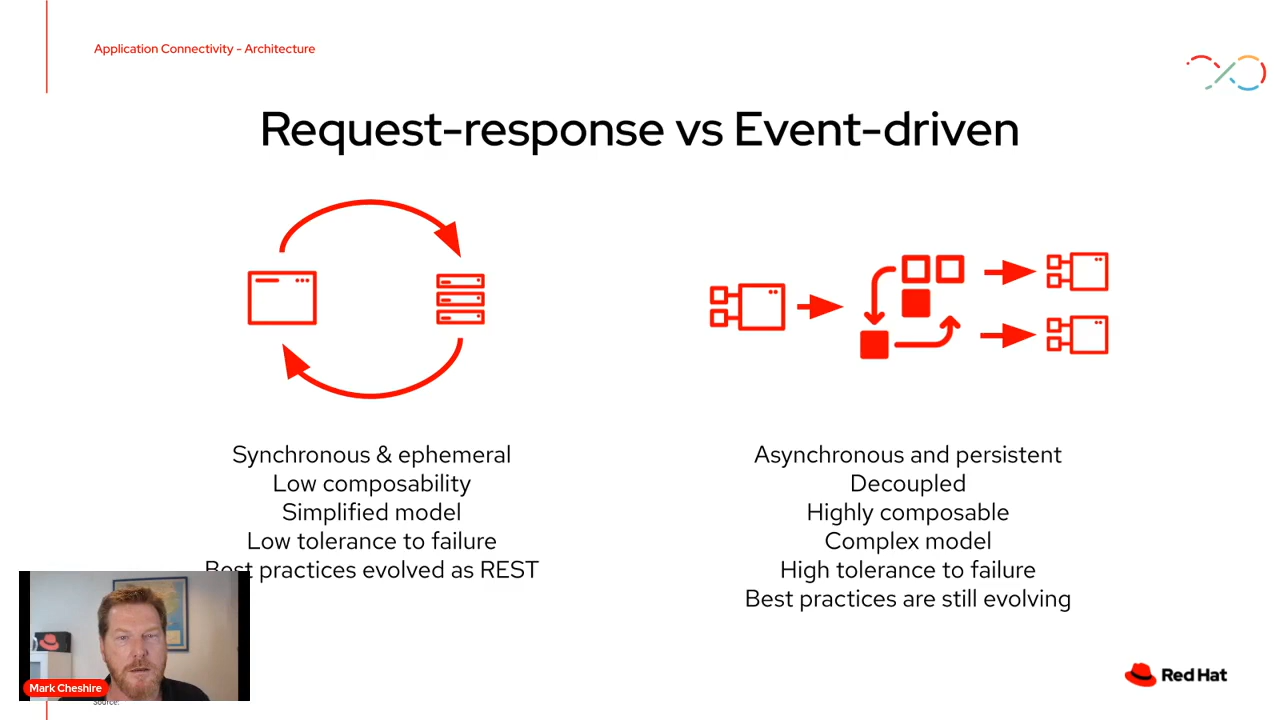 Application Connectivity - Architecture
Request-response vs Event-driven
Synchronous & ephemeral
Low composability
Simplified model
Low tolerance to failure
Best practices evolved as REST
Asynchronous and persistent
Decoupled
Highly composable
Complex model
High tolerance to failure
Best practices are still evolving
Mark Cheshire
Source:
Red Hat